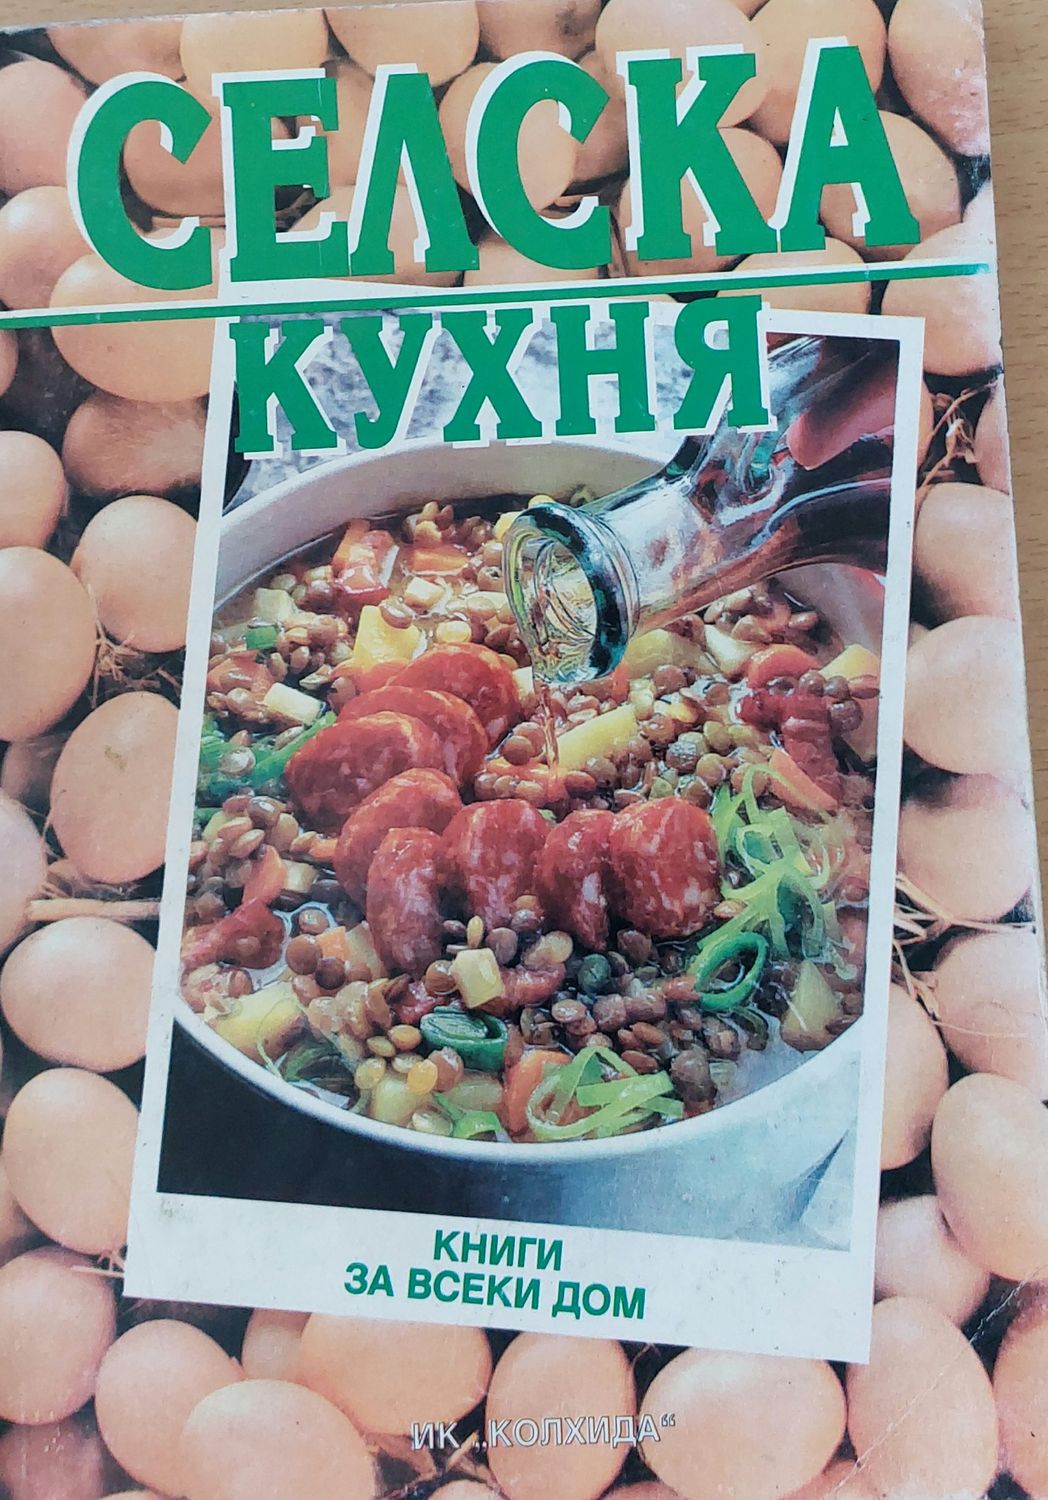 СЕЛСКА
КУХНЯ
КНИГИ
ЗА ВСЕКИ ДОМ
ИК „КОЛХИДА“